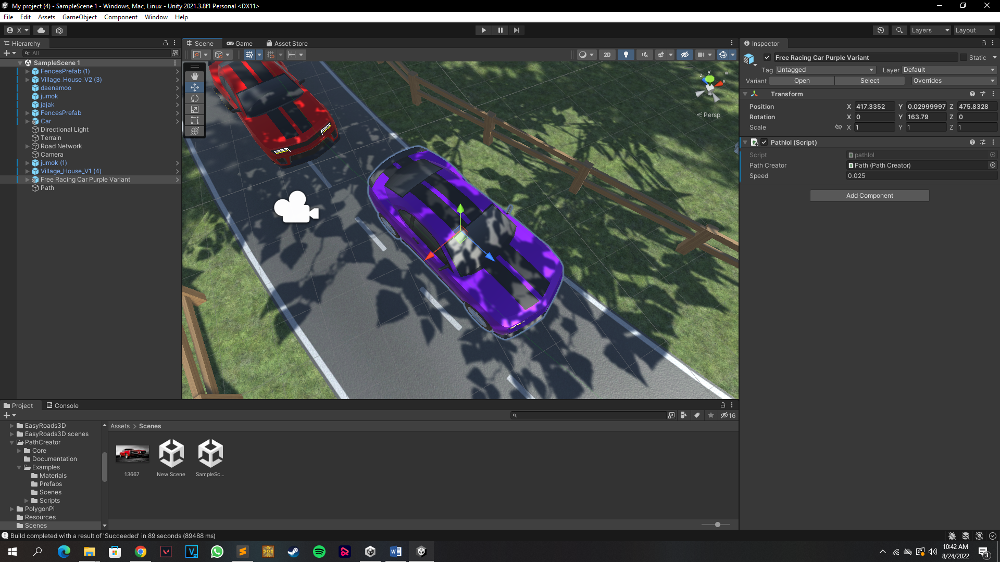 My project (4) - SampleScene 1 - Windows, Mac, Linux - Unity 2021.3.8f1 Personal <DX11>
File Edit Assets GameObject Component Window Help
X Layers Layout
Hierarchy
All
SampleScene 1
FencesPrefab (1)
Village_House_V2 (3)
daenamoo
jumok
jajak
FencesPrefab
Car
Directional Light
Terrain
Road Network
Camera
jumok (1)
Village_House_V1 (4)
Free Racing Car Purple Variant
Path
Scene Game Asset Store
2D
y
z
x
Persp
Inspector
Free Racing Car Purple Variant Static
Tag Untagged Layer Default
Variant Open Select Overrides
Transform
Position X 417.3352 Y 0.02999997 Z 475.8328
Rotation X 0 Y 163.79 Z 0
Scale X 1 Y 1 Z 1
Pathlol (Script)
Script pathlol
Path Creator Path (Path Creator)
Speed 0.025
Add Component
Project Console
16
EasyRoads3D
EasyRoads3D scenes
PathCreator
Core
Documentation
Examples
Materials
Prefabs
Scenes
Scripts
PolygonPi
Resources
Scenes
Assets > Scenes
13667 New Scene SampleSc...
Build completed with a result of 'Succeeded' in 89 seconds (89488 ms)
10:42 AM
8/24/2022
3